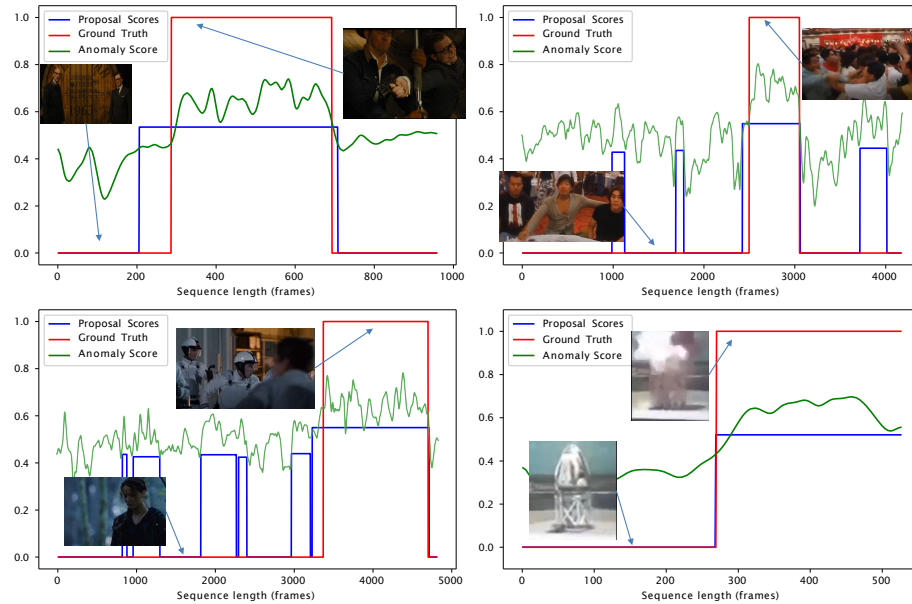 Proposal Scores
Ground Truth
Anomaly Score
1.0
0.8
0.6
0.4
0.2
0.0
0 200 400 600 800 1000
Sequence length (frames)
Proposal Scores
Ground Truth
Anomaly Score
1.0
0.8
0.6
0.4
0.2
0.0
0 1000 2000 3000 4000
Sequence length (frames)
Proposal Scores
Ground Truth
Anomaly Score
1.0
0.8
0.6
0.4
0.2
0.0
0 1000 2000 3000 4000 5000
Sequence length (frames)
Proposal Scores
Ground Truth
Anomaly Score
1.0
0.8
0.6
0.4
0.2
0.0
0 100 200 300 400 500
Sequence length (frames)